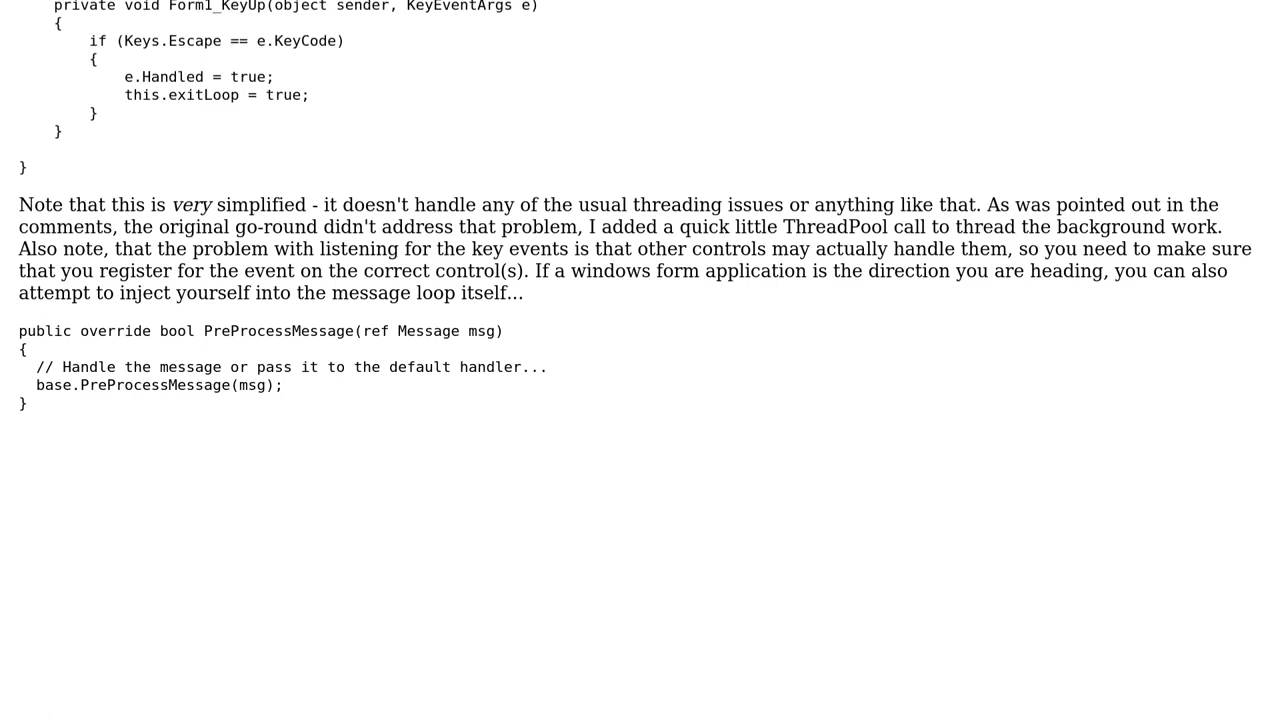 private void Form1_KeyUp(object sender, KeyEventArgs e)
{
if (Keys.Escape == e.KeyCode)
{
e.Handled = true;
this.exitLoop = true;
}
}
}
Note that this is very simplified - it doesn't handle any of the usual threading issues or anything like that. As was pointed out in the
comments, the original go-round didn't address that problem, I added a quick little ThreadPool call to thread the background work.
Also note, that the problem with listening for the key events is that other controls may actually handle them, so you need to make sure
that you register for the event on the correct control(s). If a windows form application is the direction you are heading, you can also
attempt to inject yourself into the message loop itself...
public override bool PreProcessMessage(ref Message msg)
{
// Handle the message or pass it to the default handler...
base.PreProcessMessage(msg);
}